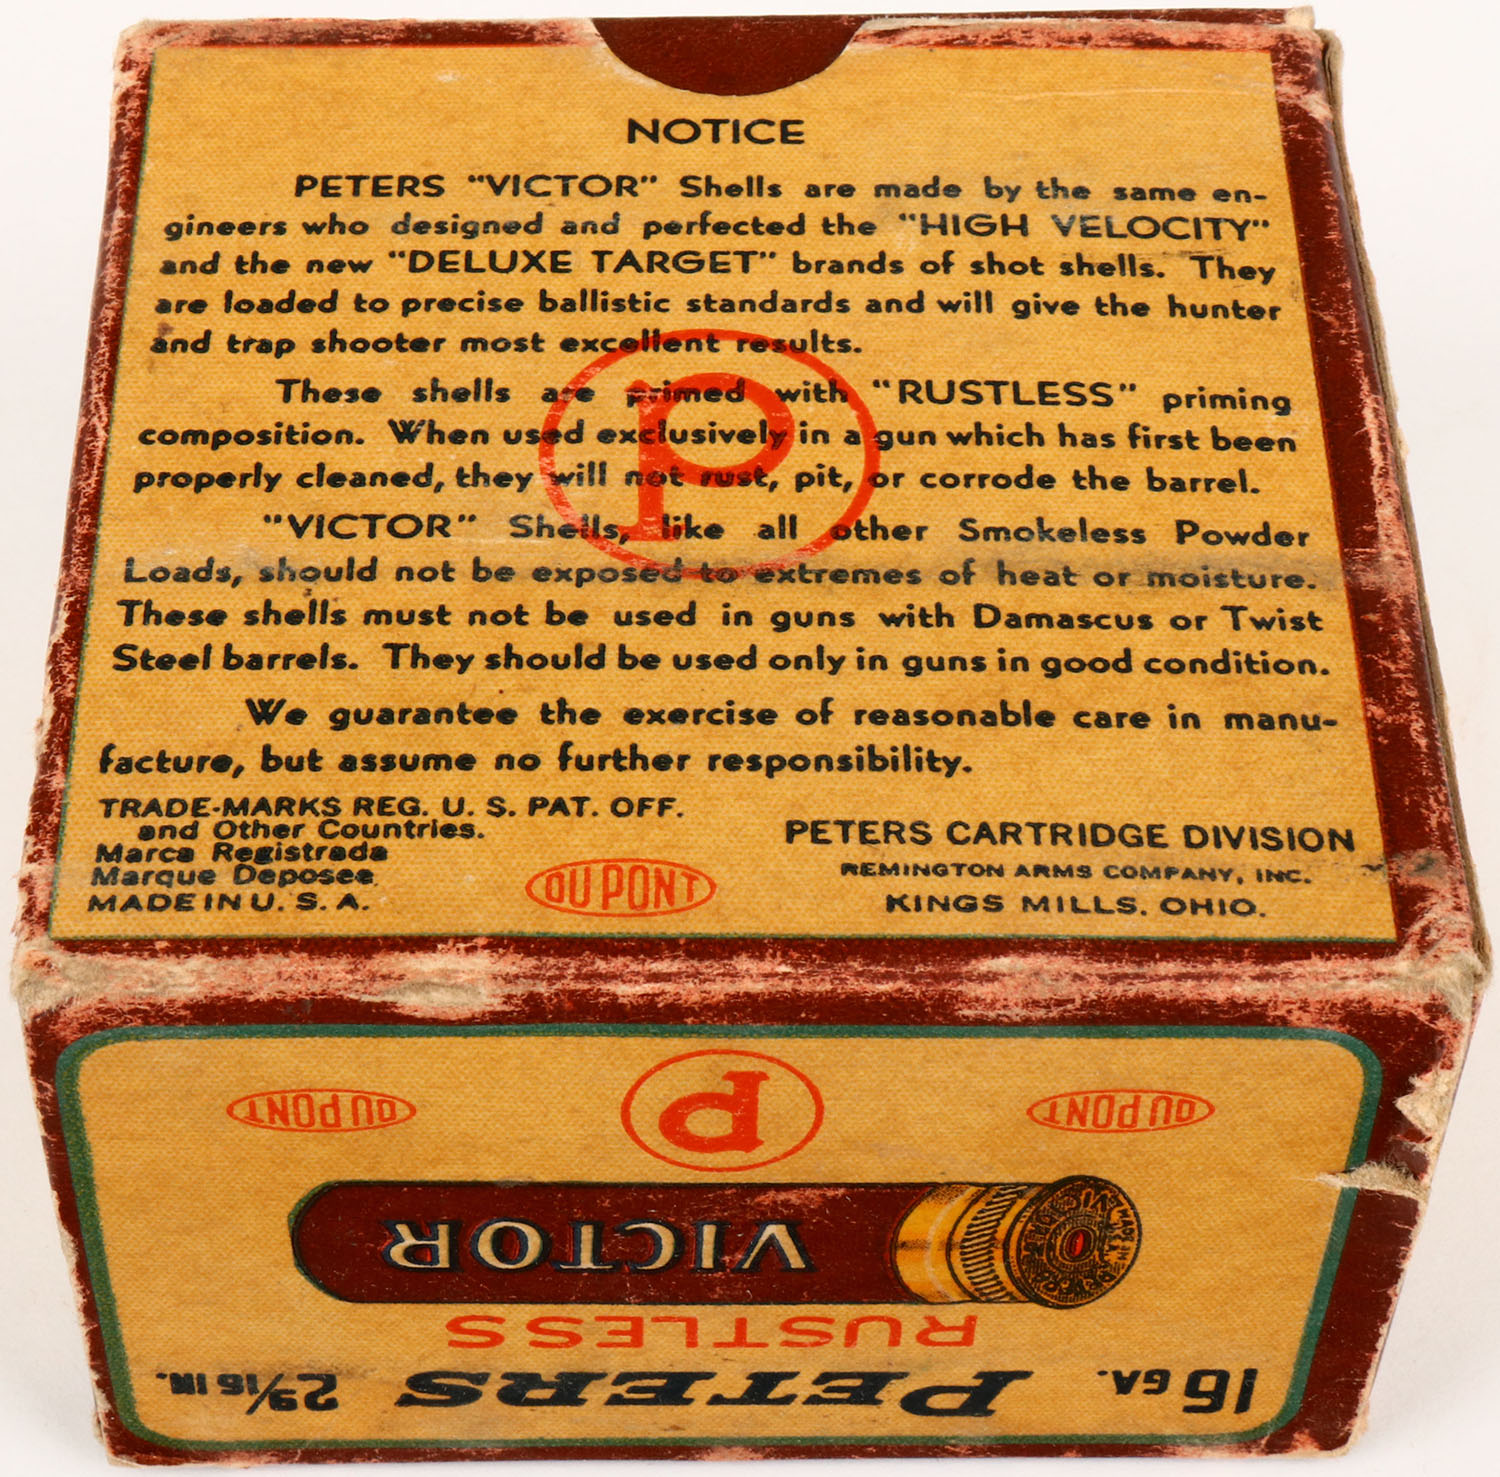 NOTICE
PETERS "VICTOR" Shells are made by the same en-
gineers who designed and perfected the "HIGH VELOCITY"
and the new "DELUXE TARGET" brands of shot shells. They
are loaded to precise ballistic standards and will give the hunter
and trap shooter most excellent results.
These shells are primed with "RUSTLESS" priming
composition. When used exclusively in a gun which has first been
properly cleaned, they will not rust, pit, or corrode the barrel.
"VICTOR" Shells, like all other Smokeless Powder
Loads, should not be exposed to extremes of heat or moisture.
These shells must not be used in guns with Damascus or Twist
Steel barrels. They should be used only in guns in good condition.
We guarantee the exercise of reasonable care in manu-
facture, but assume no further responsibility.
P
TRADE-MARKS REG. U. S. PAT. OFF.
and Other Countries.
Marca Registrada
Marque Deposee
MADE IN U. S. A.
DU PONT
PETERS CARTRIDGE DIVISION
REMINGTON ARMS COMPANY, INC.
KINGS MILLS, OHIO.
16 GA. PETERS 2 9/16 IN.
RUSTLESS
VICTOR
DU PONT P DU PONT